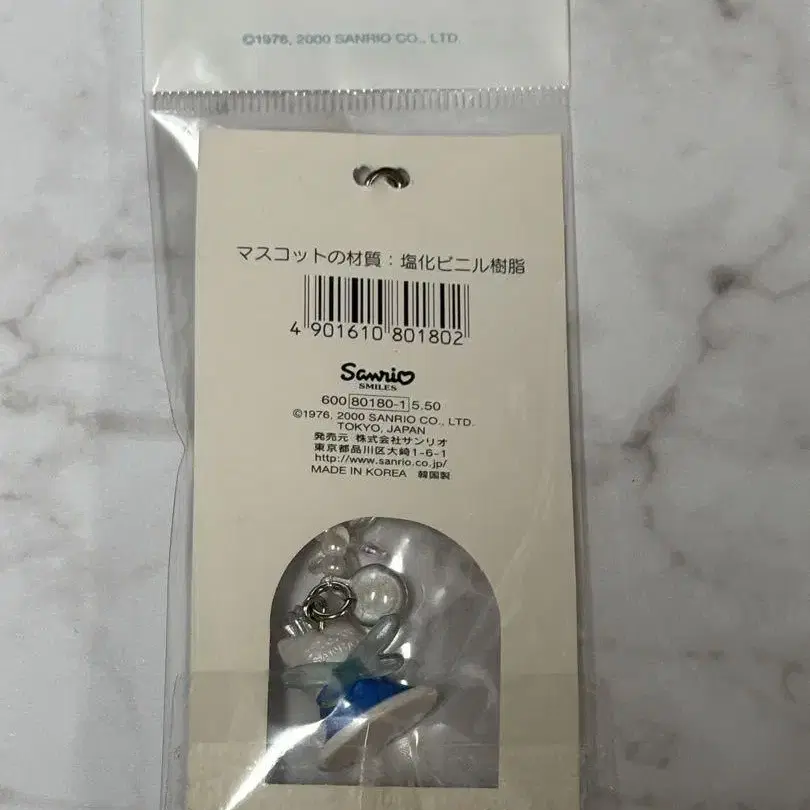 ©1976, 2000 SANRIO CO., LTD.
マスコットの材質：塩化ビニル樹脂
4 901610 801802
Sanrio
SMILES
600 80180-1 5.50
©1976, 2000 SANRIO CO., LTD.
TOKYO, JAPAN
発売元 株式会社サンリオ
東京都品川区大崎1-6-1
http://www.sanrio.co.jp/
MADE IN KOREA 韓国製